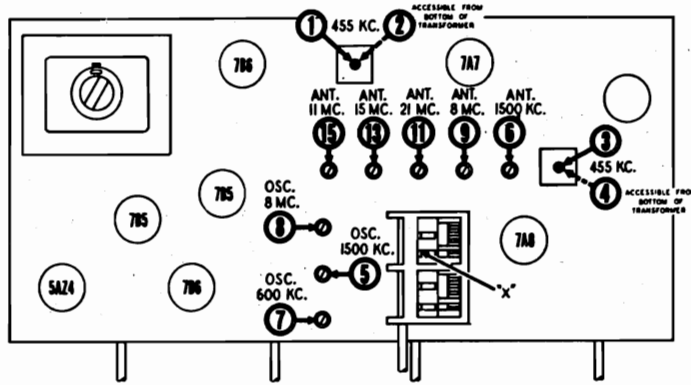 1 455 KC. 2
ACCESSIBLE FROM
BOTTOM OF
TRANSFORMER
7B6
7A7
ANT.
11 MC.
ANT.
15 MC.
ANT.
21 MC.
ANT.
8 MC.
ANT.
1500 KC.
15 13 11 9 6
3
455 KC.
4
ACCESSIBLE FROM
BOTTOM OF
TRANSFORMER
7B5
7B5
OSC.
8 MC.
8
OSC.
1500 KC.
5
7A8
5AZ4
7B6
OSC.
600 KC.
7
"X"